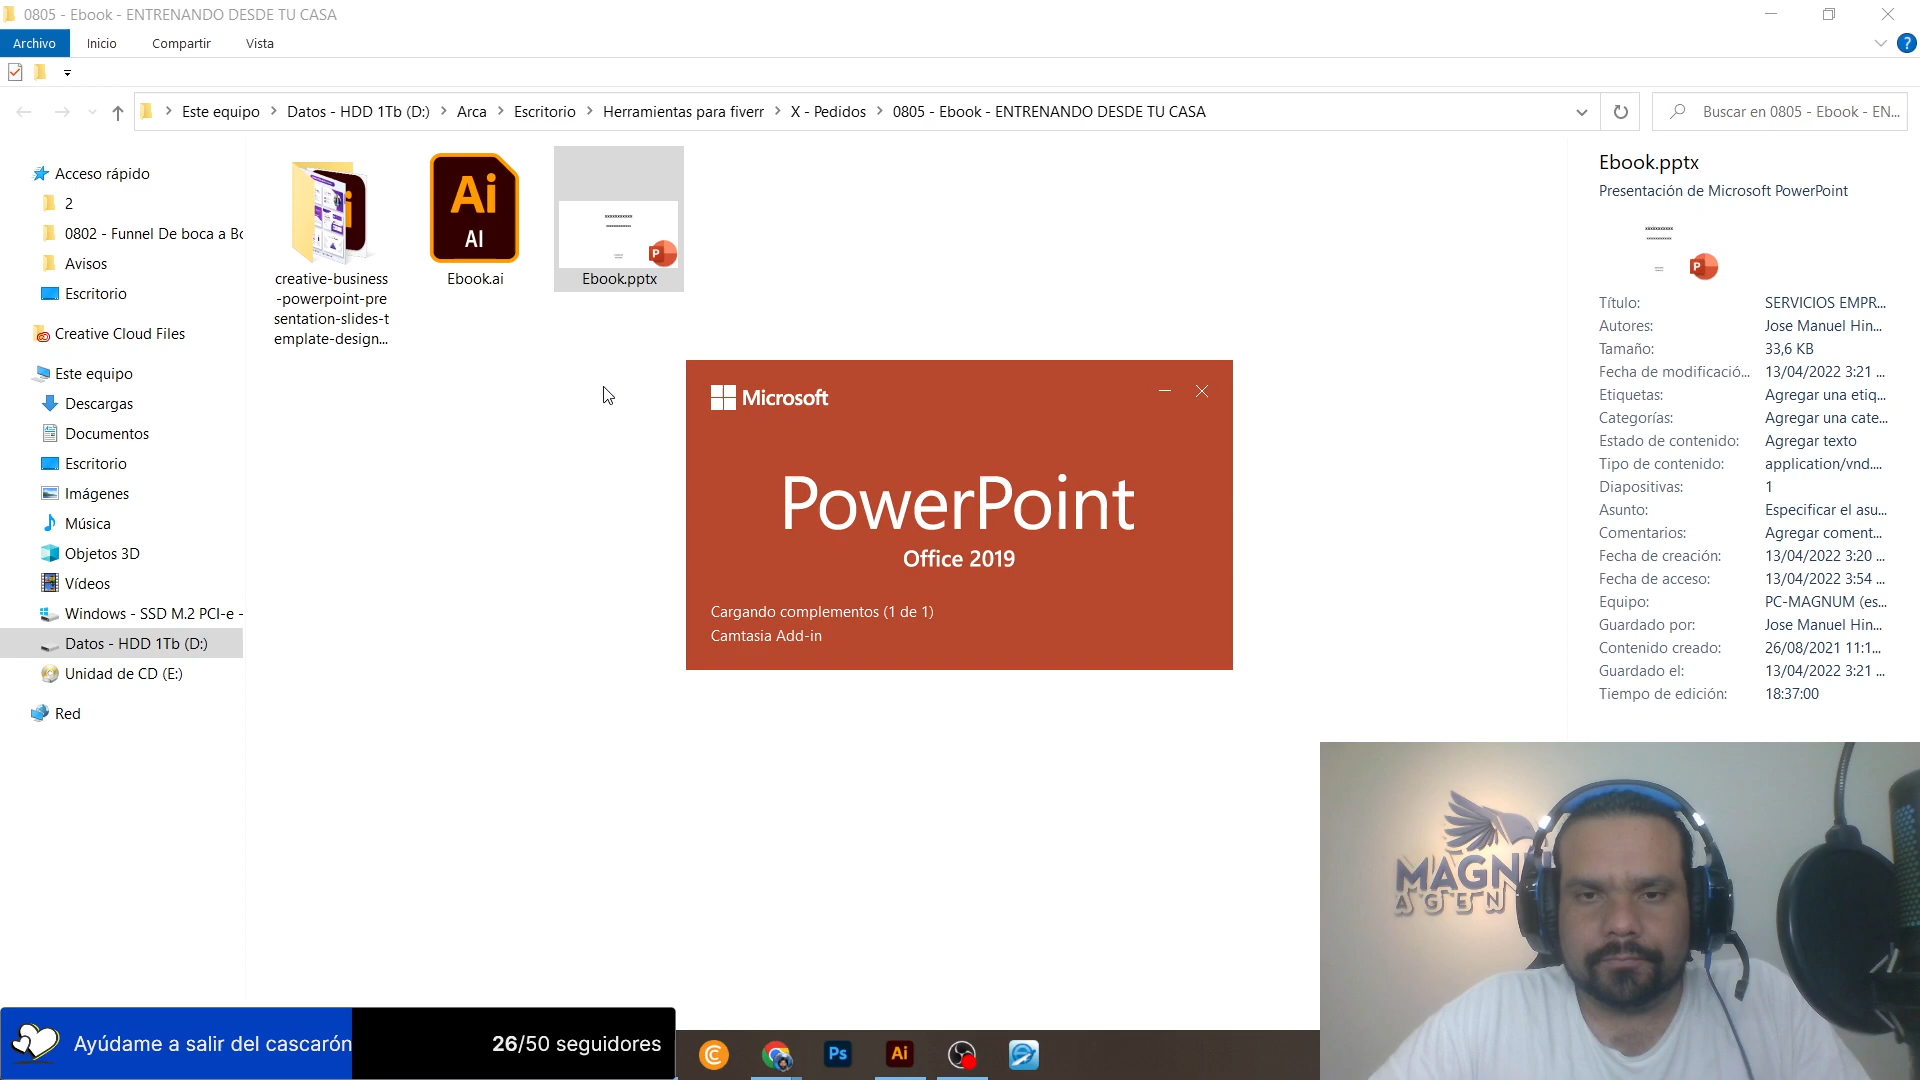 0805 - Ebook - ENTRENANDO DESDE TU CASA
Archivo
Inicio
Compartir
Vista
?
Este equipo
Datos - HDD 1Tb (D:)
Arca
Escritorio
Herramientas para fiverr
X - Pedidos
0805 - Ebook - ENTRENANDO DESDE TU CASA
Buscar en 0805 - Ebook - EN...
Acceso rápido
2
0802 - Funnel De boca a Bo
Avisos
Escritorio
Creative Cloud Files
Este equipo
Descargas
Documentos
Escritorio
Imágenes
Música
Objetos 3D
Vídeos
Windows - SSD M.2 PCI-e -
Datos - HDD 1Tb (D:)
Unidad de CD (E:)
Red
creative-business
-powerpoint-pre
sentation-slides-t
emplate-design...
Ai
AI
Ebook.ai
P
Ebook.pptx
Microsoft
PowerPoint
Office 2019
Cargando complementos (1 de 1)
Camtasia Add-in
Ebook.pptx
Presentación de Microsoft PowerPoint
P
Título: SERVICIOS EMPR...
Autores: Jose Manuel Hin...
Tamaño: 33,6 KB
Fecha de modificació... 13/04/2022 3:21 ...
Etiquetas: Agregar una etiq...
Categorías: Agregar una cate...
Estado de contenido: Agregar texto
Tipo de contenido: application/vnd....
Diapositivas: 1
Asunto: Especificar el asu...
Comentarios: Agregar coment...
Fecha de creación: 13/04/2022 3:20 ...
Fecha de acceso: 13/04/2022 3:54 ...
Equipo: PC-MAGNUM (es...
Guardado por: Jose Manuel Hin...
Contenido creado: 26/08/2021 11:1...
Guardado el: 13/04/2022 3:21 ...
Tiempo de edición: 18:37:00
MAGN
AGEN
Ayúdame a salir del cascarón
26/50 seguidores
Ps
Ai